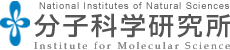 National Institutes of Natural Sciences
分子科学研究所
Institute for Molecular Science